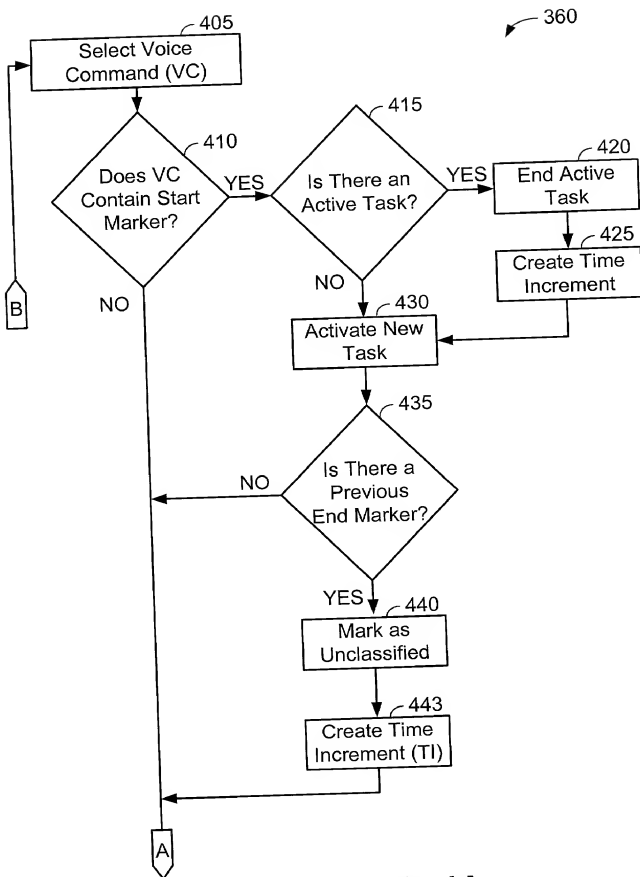 360
405
Select Voice
Command (VC)
410
Does VC
Contain Start
Marker?
YES
NO
415
Is There an
Active Task?
YES
NO
420
End Active
Task
425
Create Time
Increment
B
430
Activate New
Task
435
Is There a
Previous
End Marker?
NO
YES
440
Mark as
Unclassified
443
Create Time
Increment (TI)
A